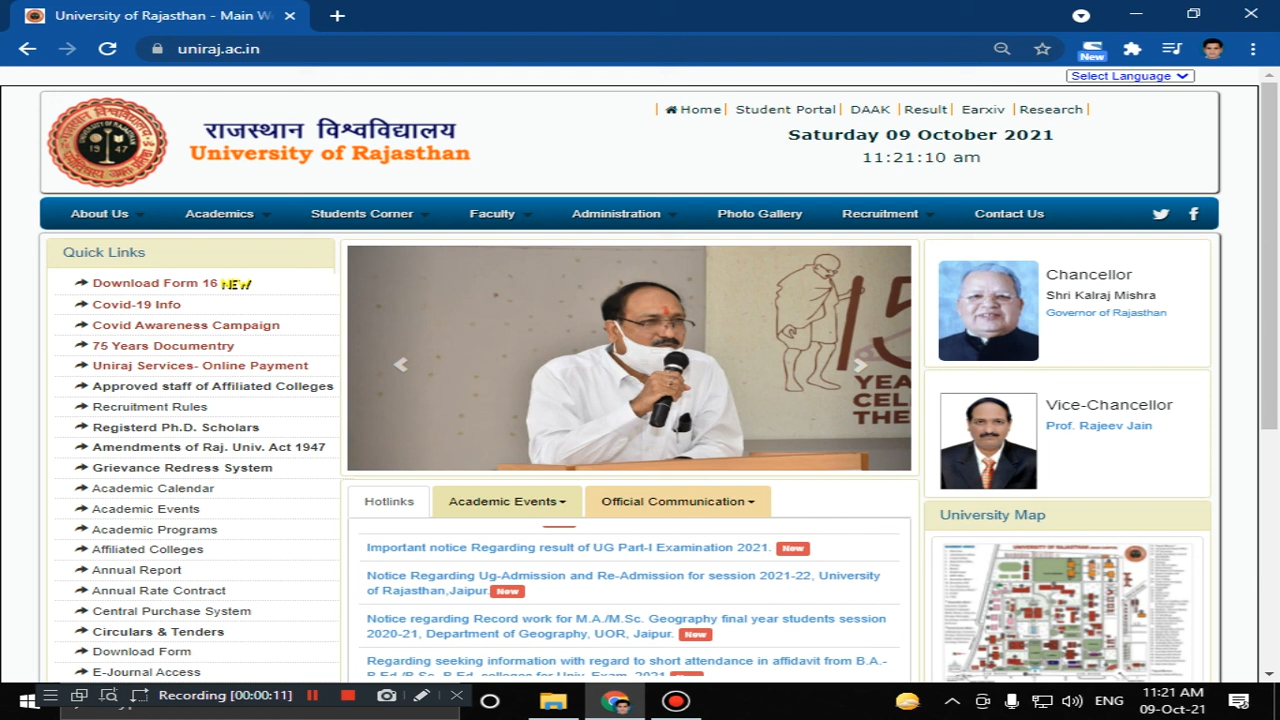 University of Rajasthan - Main W
uniraj.ac.in
New
Select Language
राजस्थान विश्वविद्यालय
University of Rajasthan
Home
Student Portal
DAAK
Result
Earxiv
Research
Saturday 09 October 2021
11:21:10 am
About Us
Academics
Students Corner
Faculty
Administration
Photo Gallery
Recruitment
Contact Us
Quick Links
Download Form 16 NEW
Covid-19 Info
Covid Awareness Campaign
75 Years Documentry
Uniraj Services- Online Payment
Approved staff of Affiliated Colleges
Recruitment Rules
Registerd Ph.D. Scholars
Amendments of Raj. Univ. Act 1947
Grievance Redress System
Academic Calendar
Academic Events
Academic Programs
Affiliated Colleges
Annual Report
Annual Rate Contract
Central Purchase System
Circulars & Tenders
Download Form
E-Journal Access
YEA
CEL
THE
Hotlinks
Academic Events
Official Communication
Important notice Regarding result of UG Part-I Examination 2021. New
Notice Regarding Ug-Admission and Re-Admission for session 2021-22, University
of Rajasthan,Jaipur. New
Notice regarding Record work for M.A./M.Sc. Geography final year students session
2020-21, Department of Geography, UOR, Jaipur. New
Regarding seeking information with regard to short attendance in affidavit from B.A.
Chancellor
Shri Kalraj Mishra
Governor of Rajasthan
Vice-Chancellor
Prof. Rajeev Jain
University Map
Recording [00:00:11]
ENG
11:21 AM
09-Oct-21